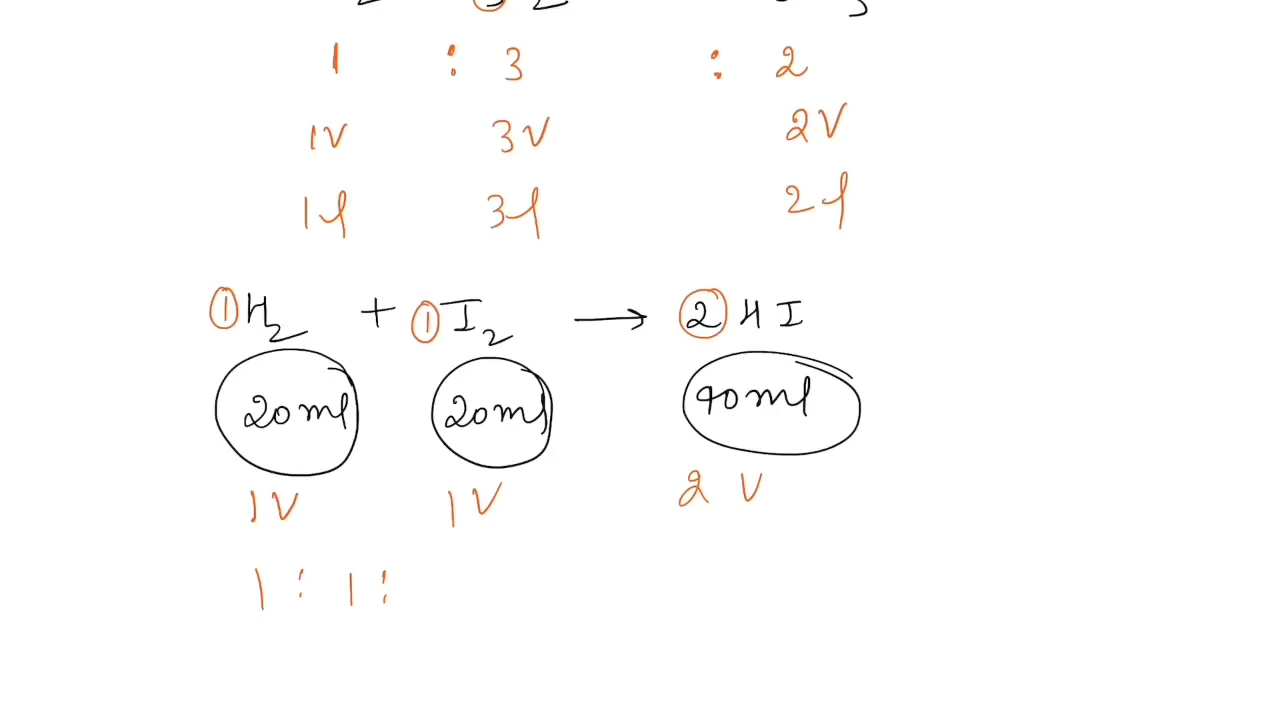 1 : 3 : 2
1V 3V 2V
1l 3l 2l
1H2 + 1I2 → 2HI
20ml 20ml 40ml
1V 1V 2V
1 : 1 :